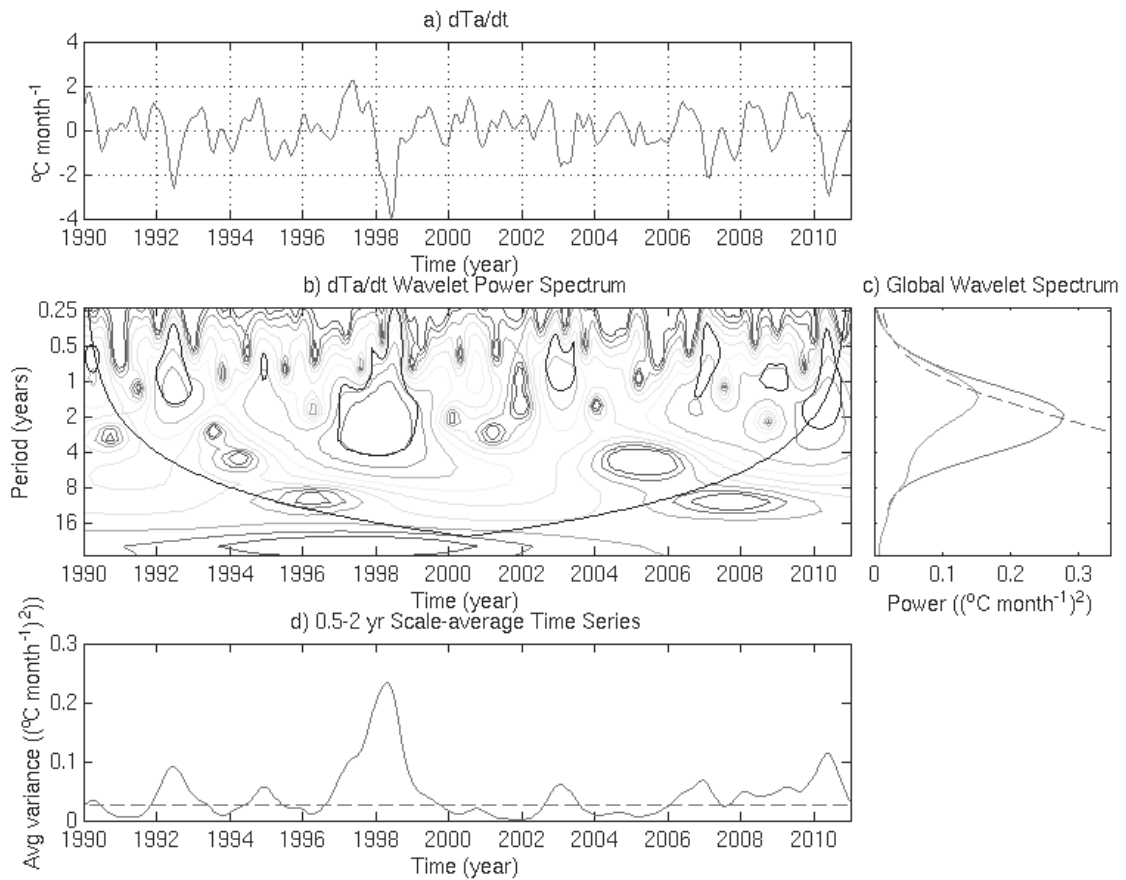 a) dTa/dt
4
2
0
-2
-4
ºC month-1
1990 1992 1994 1996 1998 2000 2002 2004 2006 2008 2010
Time (year)
b) dTa/dt Wavelet Power Spectrum
0.25
0.5
1
2
4
8
16
Period (years)
1990 1992 1994 1996 1998 2000 2002 2004 2006 2008 2010
Time (year)
c) Global Wavelet Spectrum
0 0.1 0.2 0.3
Power ((ºC month-1)2)
d) 0.5-2 yr Scale-average Time Series
0.3
0.2
0.1
0
Avg variance ((ºC month-1)2))
1990 1992 1994 1996 1998 2000 2002 2004 2006 2008 2010
Time (year)